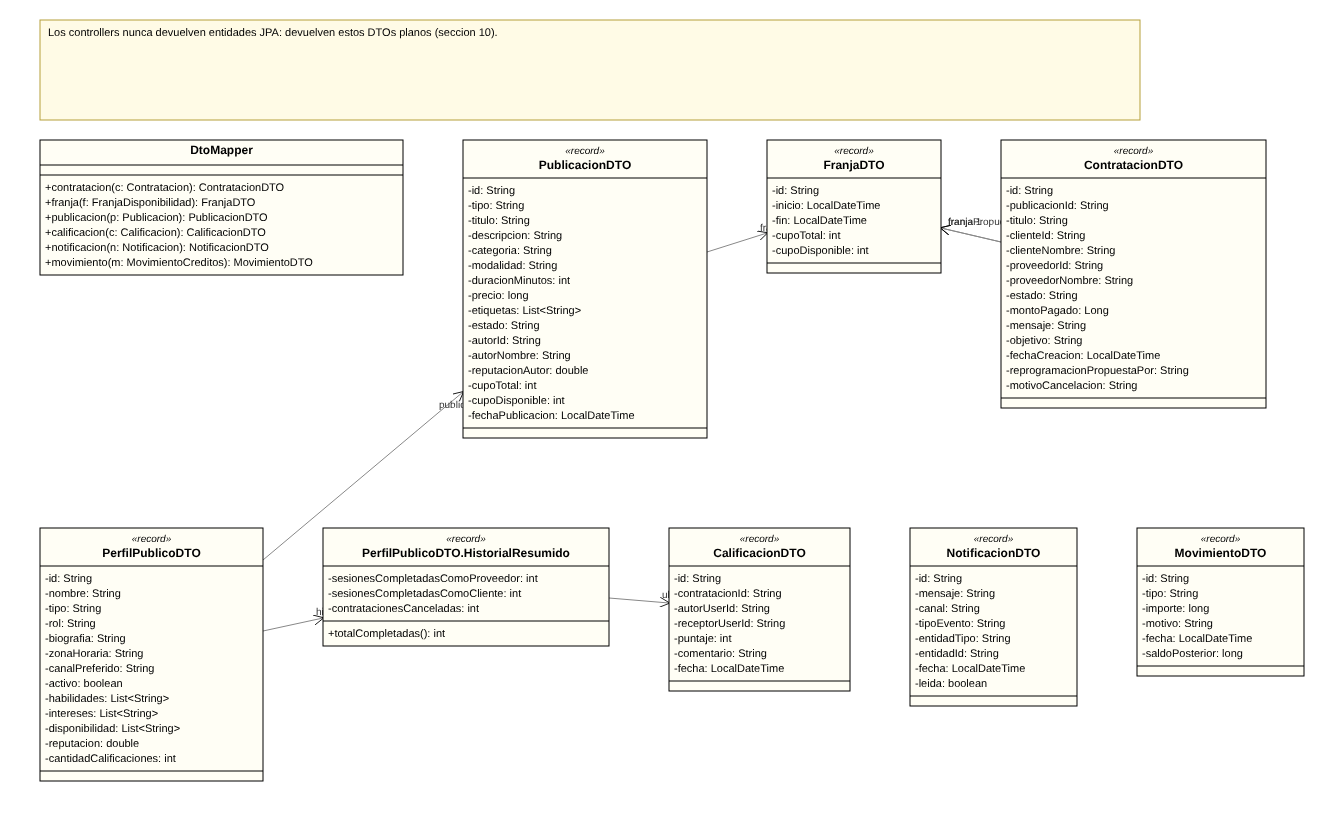 Los controllers nunca devuelven entidades JPA: devuelven estos DTOs planos (seccion 10).
DtoMapper
+contratacion(c: Contratacion): ContratacionDTO
+franja(f: FranjaDisponibilidad): FranjaDTO
+publicacion(p: Publicacion): PublicacionDTO
+calificacion(c: Calificacion): CalificacionDTO
+notificacion(n: Notificacion): NotificacionDTO
+movimiento(m: MovimientoCreditos): MovimientoDTO
«record»
PublicacionDTO
-id: String
-tipo: String
-titulo: String
-descripcion: String
-categoria: String
-modalidad: String
-duracionMinutos: int
-precio: long
-etiquetas: List<String>
-estado: String
-autorId: String
-autorNombre: String
-reputacionAutor: double
-cupoTotal: int
-cupoDisponible: int
-fechaPublicacion: LocalDateTime
«record»
FranjaDTO
-id: String
-inicio: LocalDateTime
-fin: LocalDateTime
-cupoTotal: int
-cupoDisponible: int
«record»
ContratacionDTO
-id: String
-publicacionId: String
-titulo: String
-clienteId: String
-clienteNombre: String
-proveedorId: String
-proveedorNombre: String
-estado: String
-montoPagado: Long
-mensaje: String
-objetivo: String
-fechaCreacion: LocalDateTime
-reprogramacionPropuestaPor: String
-motivoCancelacion: String
«record»
PerfilPublicoDTO
-id: String
-nombre: String
-tipo: String
-rol: String
-biografia: String
-zonaHoraria: String
-canalPreferido: String
-activo: boolean
-habilidades: List<String>
-intereses: List<String>
-disponibilidad: List<String>
-reputacion: double
-cantidadCalificaciones: int
«record»
PerfilPublicoDTO.HistorialResumido
-sesionesCompletadasComoProveedor: int
-sesionesCompletadasComoCliente: int
-contratacionesCanceladas: int
+totalCompletadas(): int
«record»
CalificacionDTO
-id: String
-contratacionId: String
-autorUserId: String
-receptorUserId: String
-puntaje: int
-comentario: String
-fecha: LocalDateTime
«record»
NotificacionDTO
-id: String
-mensaje: String
-canal: String
-tipoEvento: String
-entidadTipo: String
-entidadId: String
-fecha: LocalDateTime
-leida: boolean
«record»
MovimientoDTO
-id: String
-tipo: String
-importe: long
-motivo: String
-fecha: LocalDateTime
-saldoPosterior: long